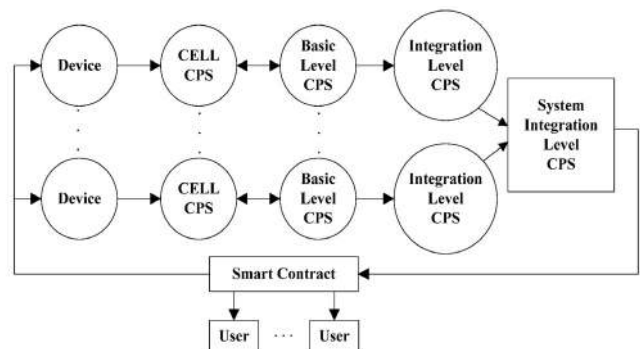 Device
CELL
CPS
Basic
Level
CPS
Integration
Level
CPS
System
Integration
Level
CPS
Device
CELL
CPS
Basic
Level
CPS
Integration
Level
CPS
Smart Contract
User ... User